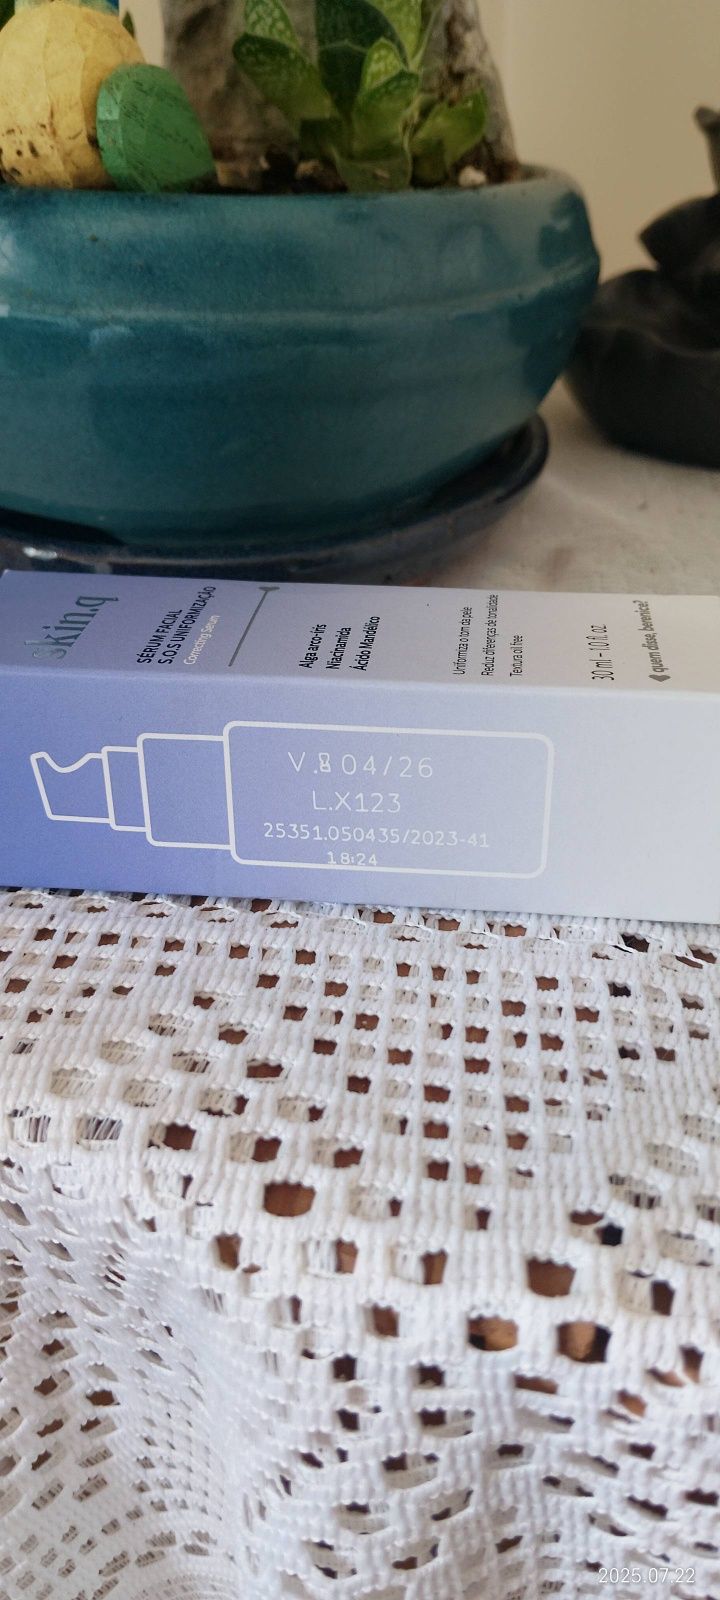 skin.q
SÉRUM FACIAL
S.O.S UNIFORMIZAÇÃO
Correcting Serum
Alga arco-íris
Niacinamida
Ácido Mandélico
Uniformiza o tom da pele
Reduz diferenças de tonalidade
Textura oil free
30 ml - 1.0 fl. oz.
quem disse, berenice?
V. 04/26
L.X123
25351.050435/2023-41
18:24
2025.07.22